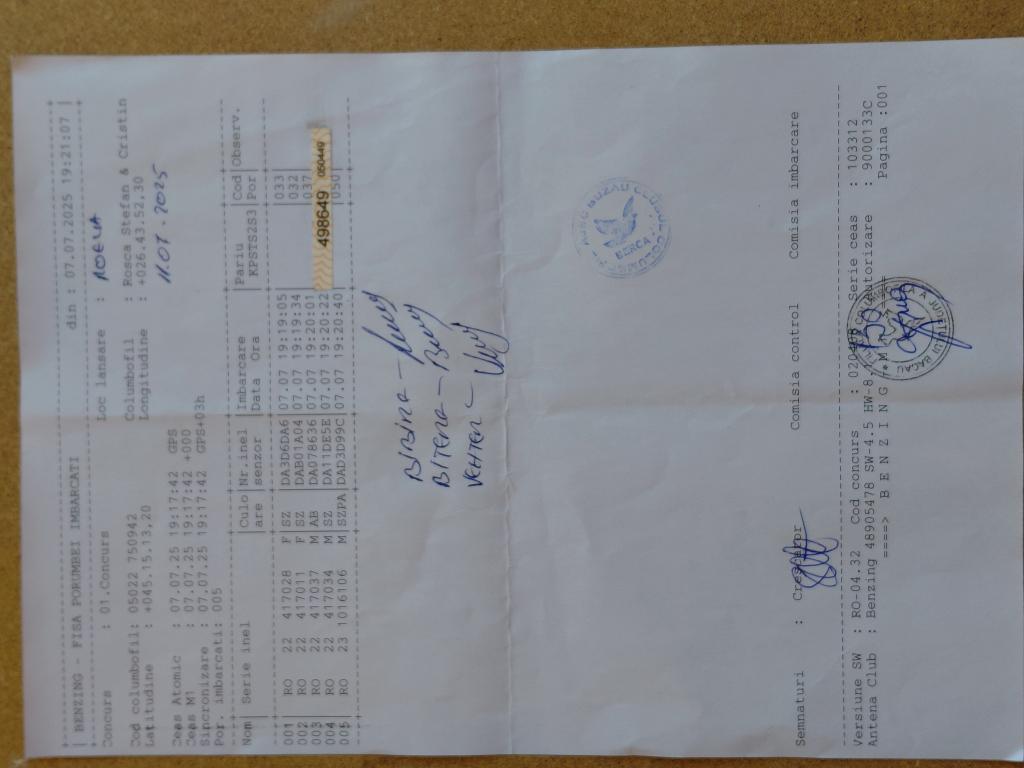 | BENZING - FISA PORUMBEI IMBARCATI din : 07.07.2025 19:21:07 |
Concurs : 01.Concurs Loc lansare :
Cod columbofil: 05022 750942 Columbofil : Rosca Stefan & Cristin
Latitudine : +045.15.13.20 Longitudine : +026.43.52.30
11.07.2025
Ceas Atomic : 07.07.25 19:17:42 GPS
Ceas M1 : 07.07.25 19:17:42 +000
Sincronizare : 07.07.25 19:17:42 GPS+03h
Por. imbarcati: 005
Nom | Serie inel | Culo | Nr.inel | Imbarcare | Pariu | Cod | Observ.
are | senzor | Data Ora | KPSTS2S3 | Por |
001 | RO 22 417028 F | SZ | DA3D6DA6 | 07.07 19:19:05 | | 033 |
002 | RO 22 417011 F | SZ | DAB01A04 | 07.07 19:19:44 | | 032 |
003 | RO 22 417037 M | AB | DA078636 | 07.07 19:20:01 | | 037 |
004 | RO 22 417034 M | SZ | DA11DE5E | 07.07 19:20:22
005 | RO 23 1016106 M | SZPA | DAD3D99C | 07.07 19:20:40 | | 050 |
498649 050449
BERCA
Semnaturi : Crescator Comisia control Comisia imbarcare
Versiune SW : RO-04.32 Cod concurs : Serie ceas : 103312
Antena Club : Benzing 48905478 SW-4.5 HW-8. : 9000133C
====> B E N Z I N G Pagina :001